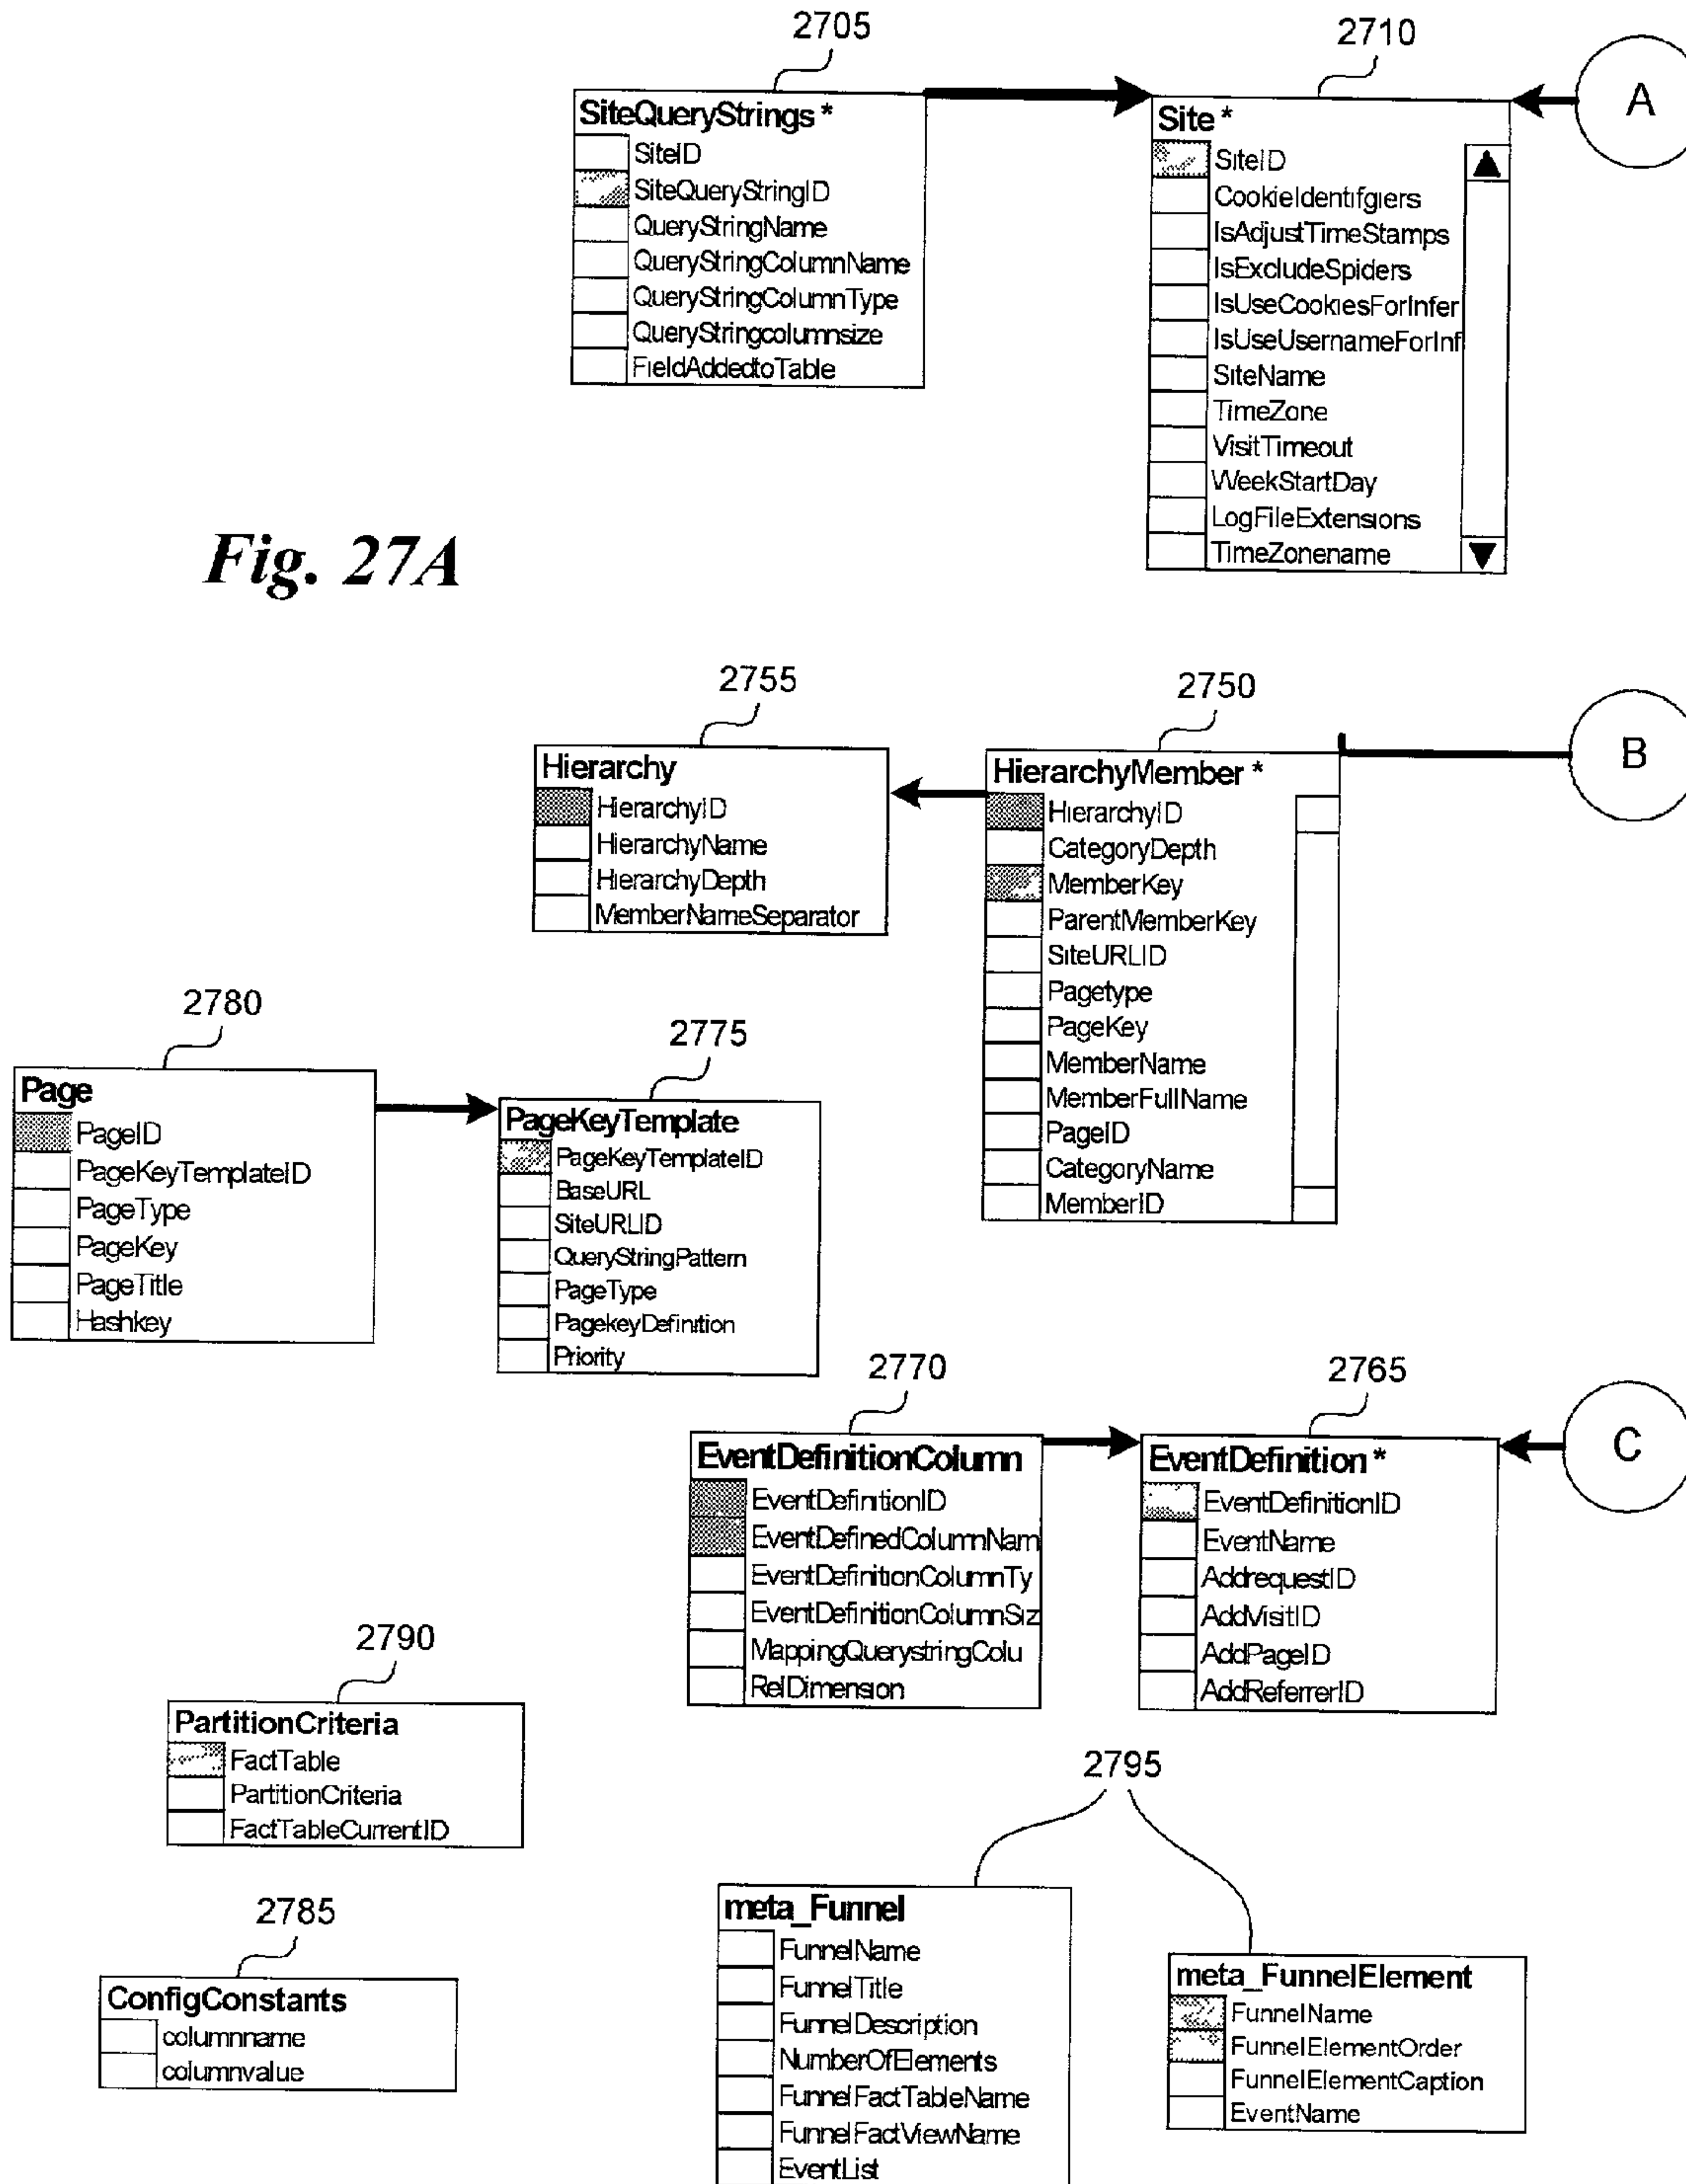 2705
2710
A
SiteQueryStrings *
SiteID
SiteQueryStringID
QueryStringName
QueryStringColumnName
QueryStringColumnType
QueryStringcolumnsize
FieldAddedtoTable
Site *
SiteID
CookieIdentifgiers
IsAdjustTimeStamps
IsExcludeSpiders
IsUseCookiesForInfer
IsUseUsernameForInf
SiteName
TimeZone
VisitTimeout
WeekStartDay
LogFileExtensions
TimeZonename
Fig. 27A
2755
2750
B
Hierarchy
HierarchyID
HierarchyName
HierarchyDepth
MemberNameSeparator
HierarchyMember *
HierarchyID
CategoryDepth
MemberKey
ParentMemberKey
SiteURLID
Pagetype
PageKey
MemberName
MemberFullName
PageID
CategoryName
MemberID
2780
2775
Page
PageID
PageKeyTemplateID
PageType
PageKey
PageTitle
Hashkey
PageKeyTemplate
PageKeyTemplateID
BaseURL
SiteURLID
QueryStringPattern
PageType
PagekeyDefinition
Priority
2770
2765
C
EventDefinitionColumn
EventDefinitionID
EventDefinedColumnNam
EventDefinitionColumnTy
EventDefinitionColumnSiz
MappingQuerystringColu
RelDimension
EventDefinition *
EventDefinitionID
EventName
AddrequestID
AddVisitID
AddPageID
AddReferrerID
2790
PartitionCriteria
FactTable
PartitionCriteria
FactTableCurrentID
2795
2785
ConfigConstants
columnname
columnvalue
meta_Funnel
FunnelName
FunnelTitle
FunnelDescription
NumberOfElements
FunnelFactTableName
FunnelFactViewName
EventList
meta_FunnelElement
FunnelName
FunnelElementOrder
FunnelElementCaption
EventName